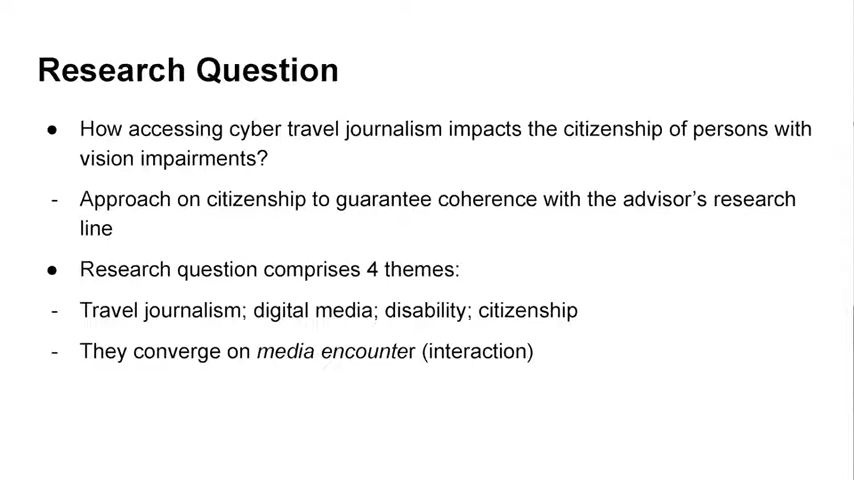 Research Question
● How accessing cyber travel journalism impacts the citizenship of persons with
vision impairments?
- Approach on citizenship to guarantee coherence with the advisor's research
line
● Research question comprises 4 themes:
- Travel journalism; digital media; disability; citizenship
- They converge on media encounter (interaction)